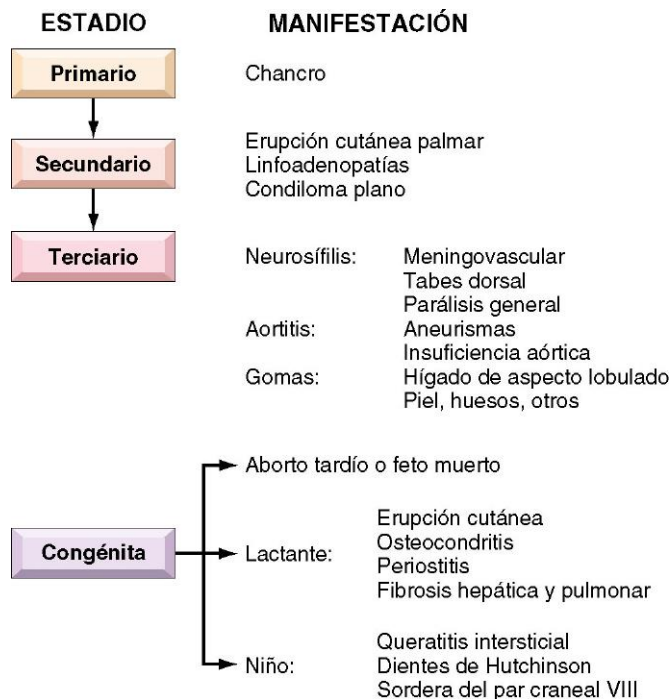 ESTADIO MANIFESTACIÓN
Primario Chancro
Erupción cutánea palmar
Secundario Linfoadenopatías
Condiloma plano
Terciario Neurosífilis: Meningovascular
Tabes dorsal
Parálisis general
Aortitis: Aneurismas
Insuficiencia aórtica
Gomas: Hígado de aspecto lobulado
Piel, huesos, otros
Aborto tardío o feto muerto
Erupción cutánea
Congénita Lactante: Osteocondritis
Periostitis
Fibrosis hepática y pulmonar
Queratitis intersticial
Niño: Dientes de Hutchinson
Sordera del par craneal VIII